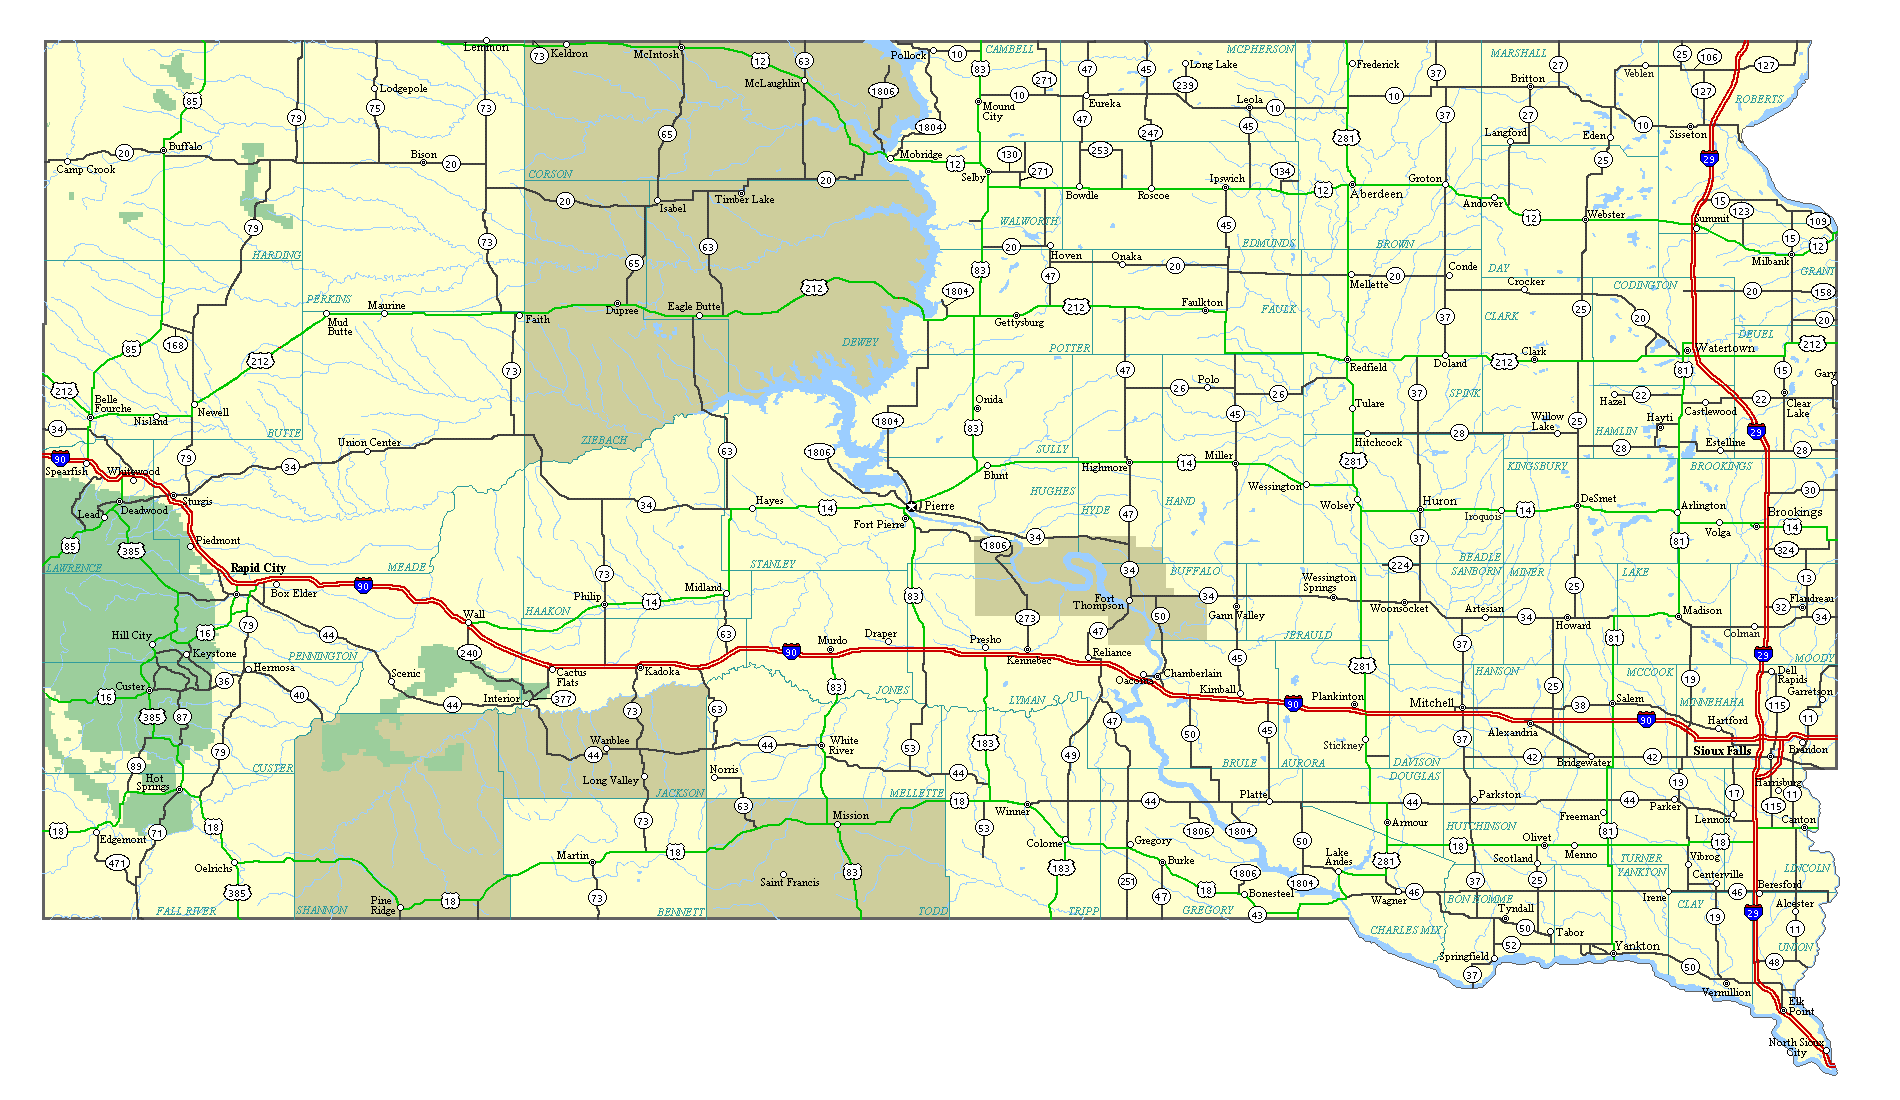 Lemmon
Keldron
McIntosh
McLaughlin
Pollock
CAMBELL
MCPHERSON
MARSHALL
Veblen
ROBERTS
Long Lake
Frederick
Britton
Lodgepole
Mound
City
Eureka
Leola
Langford
Eden
Sisseton
Buffalo
Camp Crook
Bison
Mobridge
CORSON
Selby
Bowdle
Roscoe
Ipswich
Aberdeen
Groton
Andover
Webster
Summit
Isabel
Timber Lake
WALWORTH
EDMUNDS
BROWN
DAY
Milbank
GRANT
HARDING
PERKINS
Hoven
Onaka
Mellette
Conde
Crocker
CODINGTON
Maurine
Mud
Butte
Faith
Dupree
Eagle Butte
Gettysburg
Faulkton
FAULK
CLARK
DEUEL
DEWEY
POTTER
Redfield
Doland
Clark
Watertown
Belle
Fourche
Nisland
Newell
BUTTE
Union Center
ZIEBACH
Onida
Polo
SPINK
Hazel
Castlewood
Clear
Lake
Gary
Tulare
Hitchcock
Willow
Lake
HAMLIN
Hayti
Estelline
Spearfish
Whitewood
Sturgis
Lead
Deadwood
Piedmont
LAWRENCE
MEADE
SULLY
HUGHES
HYDE
HAND
Highmore
Miller
Blunt
Wessington
Wolsey
KINGSBURY
BROOKINGS
Hayes
Fort Pierre
Pierre
Huron
Iroquois
DeSmet
Arlington
Volga
Brookings
STANLEY
BEADLE
SANBORN
MINER
LAKE
BUFFALO
Rapid City
Box Elder
Wall
HAAKON
Philip
Midland
Fort
Thompson
Gann Valley
Wessington
Springs
Woonsocket
Artesian
Howard
Madison
Colman
Flandreau
Hill City
Keystone
Hermosa
PENNINGTON
Scenic
Custer
Interior
Cactus
Flats
Kadoka
Murdo
Draper
Presho
Kennebec
Reliance
Oacoma
Chamberlain
Kimball
JERAULD
JONES
LYMAN
Plankinton
Mitchell
HANSON
MCCOOK
MOODY
Dell
Rapids
Garretson
Salem
MINNEHAHA
Hartford
Alexandria
Sioux Falls
Brandon
CUSTER
Hot
Springs
Wanblee
Long Valley
JACKSON
Norris
White
River
MELLETTE
BRULE
AURORA
Stickney
DAVISON
DOUGLAS
Bridgewater
Harrisburg
Edgemont
Oelrichs
FALL RIVER
SHANNON
Pine
Ridge
Martin
BENNETT
Mission
Saint Francis
TODD
Winner
Colome
TRIPP
Gregory
Burke
GREGORY
Bonesteel
Platte
Armour
Lake
Andes
Wagner
CHARLES MIX
Parkston
HUTCHINSON
Freeman
Parker
Lennox
Canton
Olivet
Menno
Scotland
TURNER
YANKTON
Vibrog
Centerville
LINCOLN
Beresford
Irene
CLAY
Alcester
UNION
BON HOMME
Tyndall
Tabor
Springfield
Yankton
Vermillion
Elk
Point
North Sioux
City